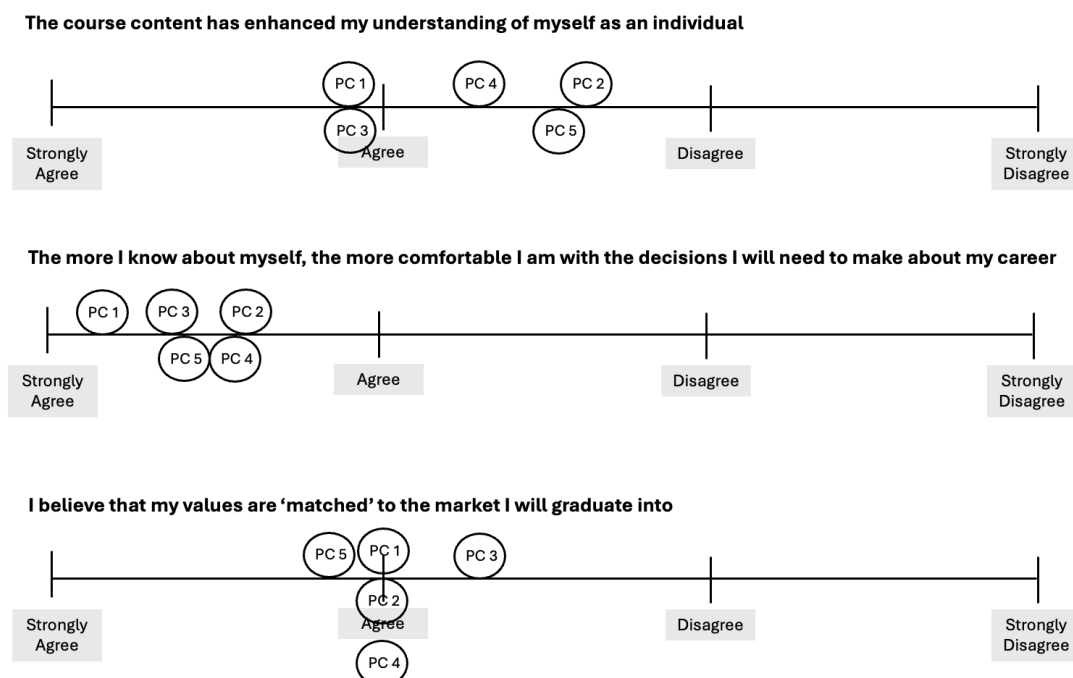 The course content has enhanced my understanding of myself as an individual
PC 1
PC 4
PC 2
PC 3
PC 5
Strongly
Agree
Agree
Disagree
Strongly
Disagree
The more I know about myself, the more comfortable I am with the decisions I will need to make about my career
PC 1
PC 3
PC 2
PC 5
PC 4
Strongly
Agree
Agree
Disagree
Strongly
Disagree
I believe that my values are ‘matched’ to the market I will graduate into
PC 5
PC 1
PC 3
PC 2
Strongly
Agree
Agree
Disagree
Strongly
Disagree
PC 4